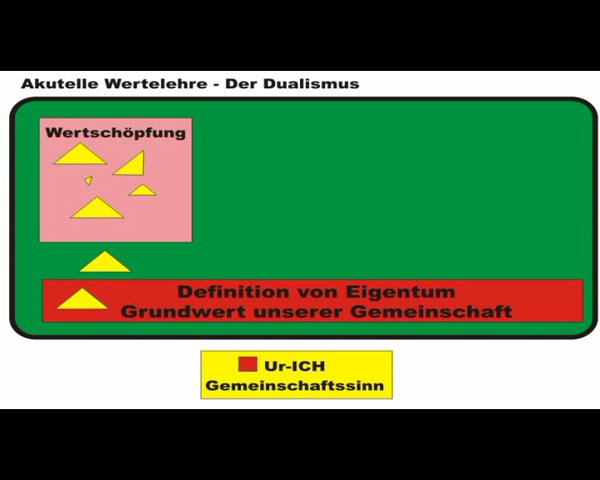 Akutelle Wertelehre - Der Dualismus
Wertschöpfung
Definition von Eigentum
Grundwert unserer Gemeinschaft
Ur-ICH
Gemeinschaftssinn